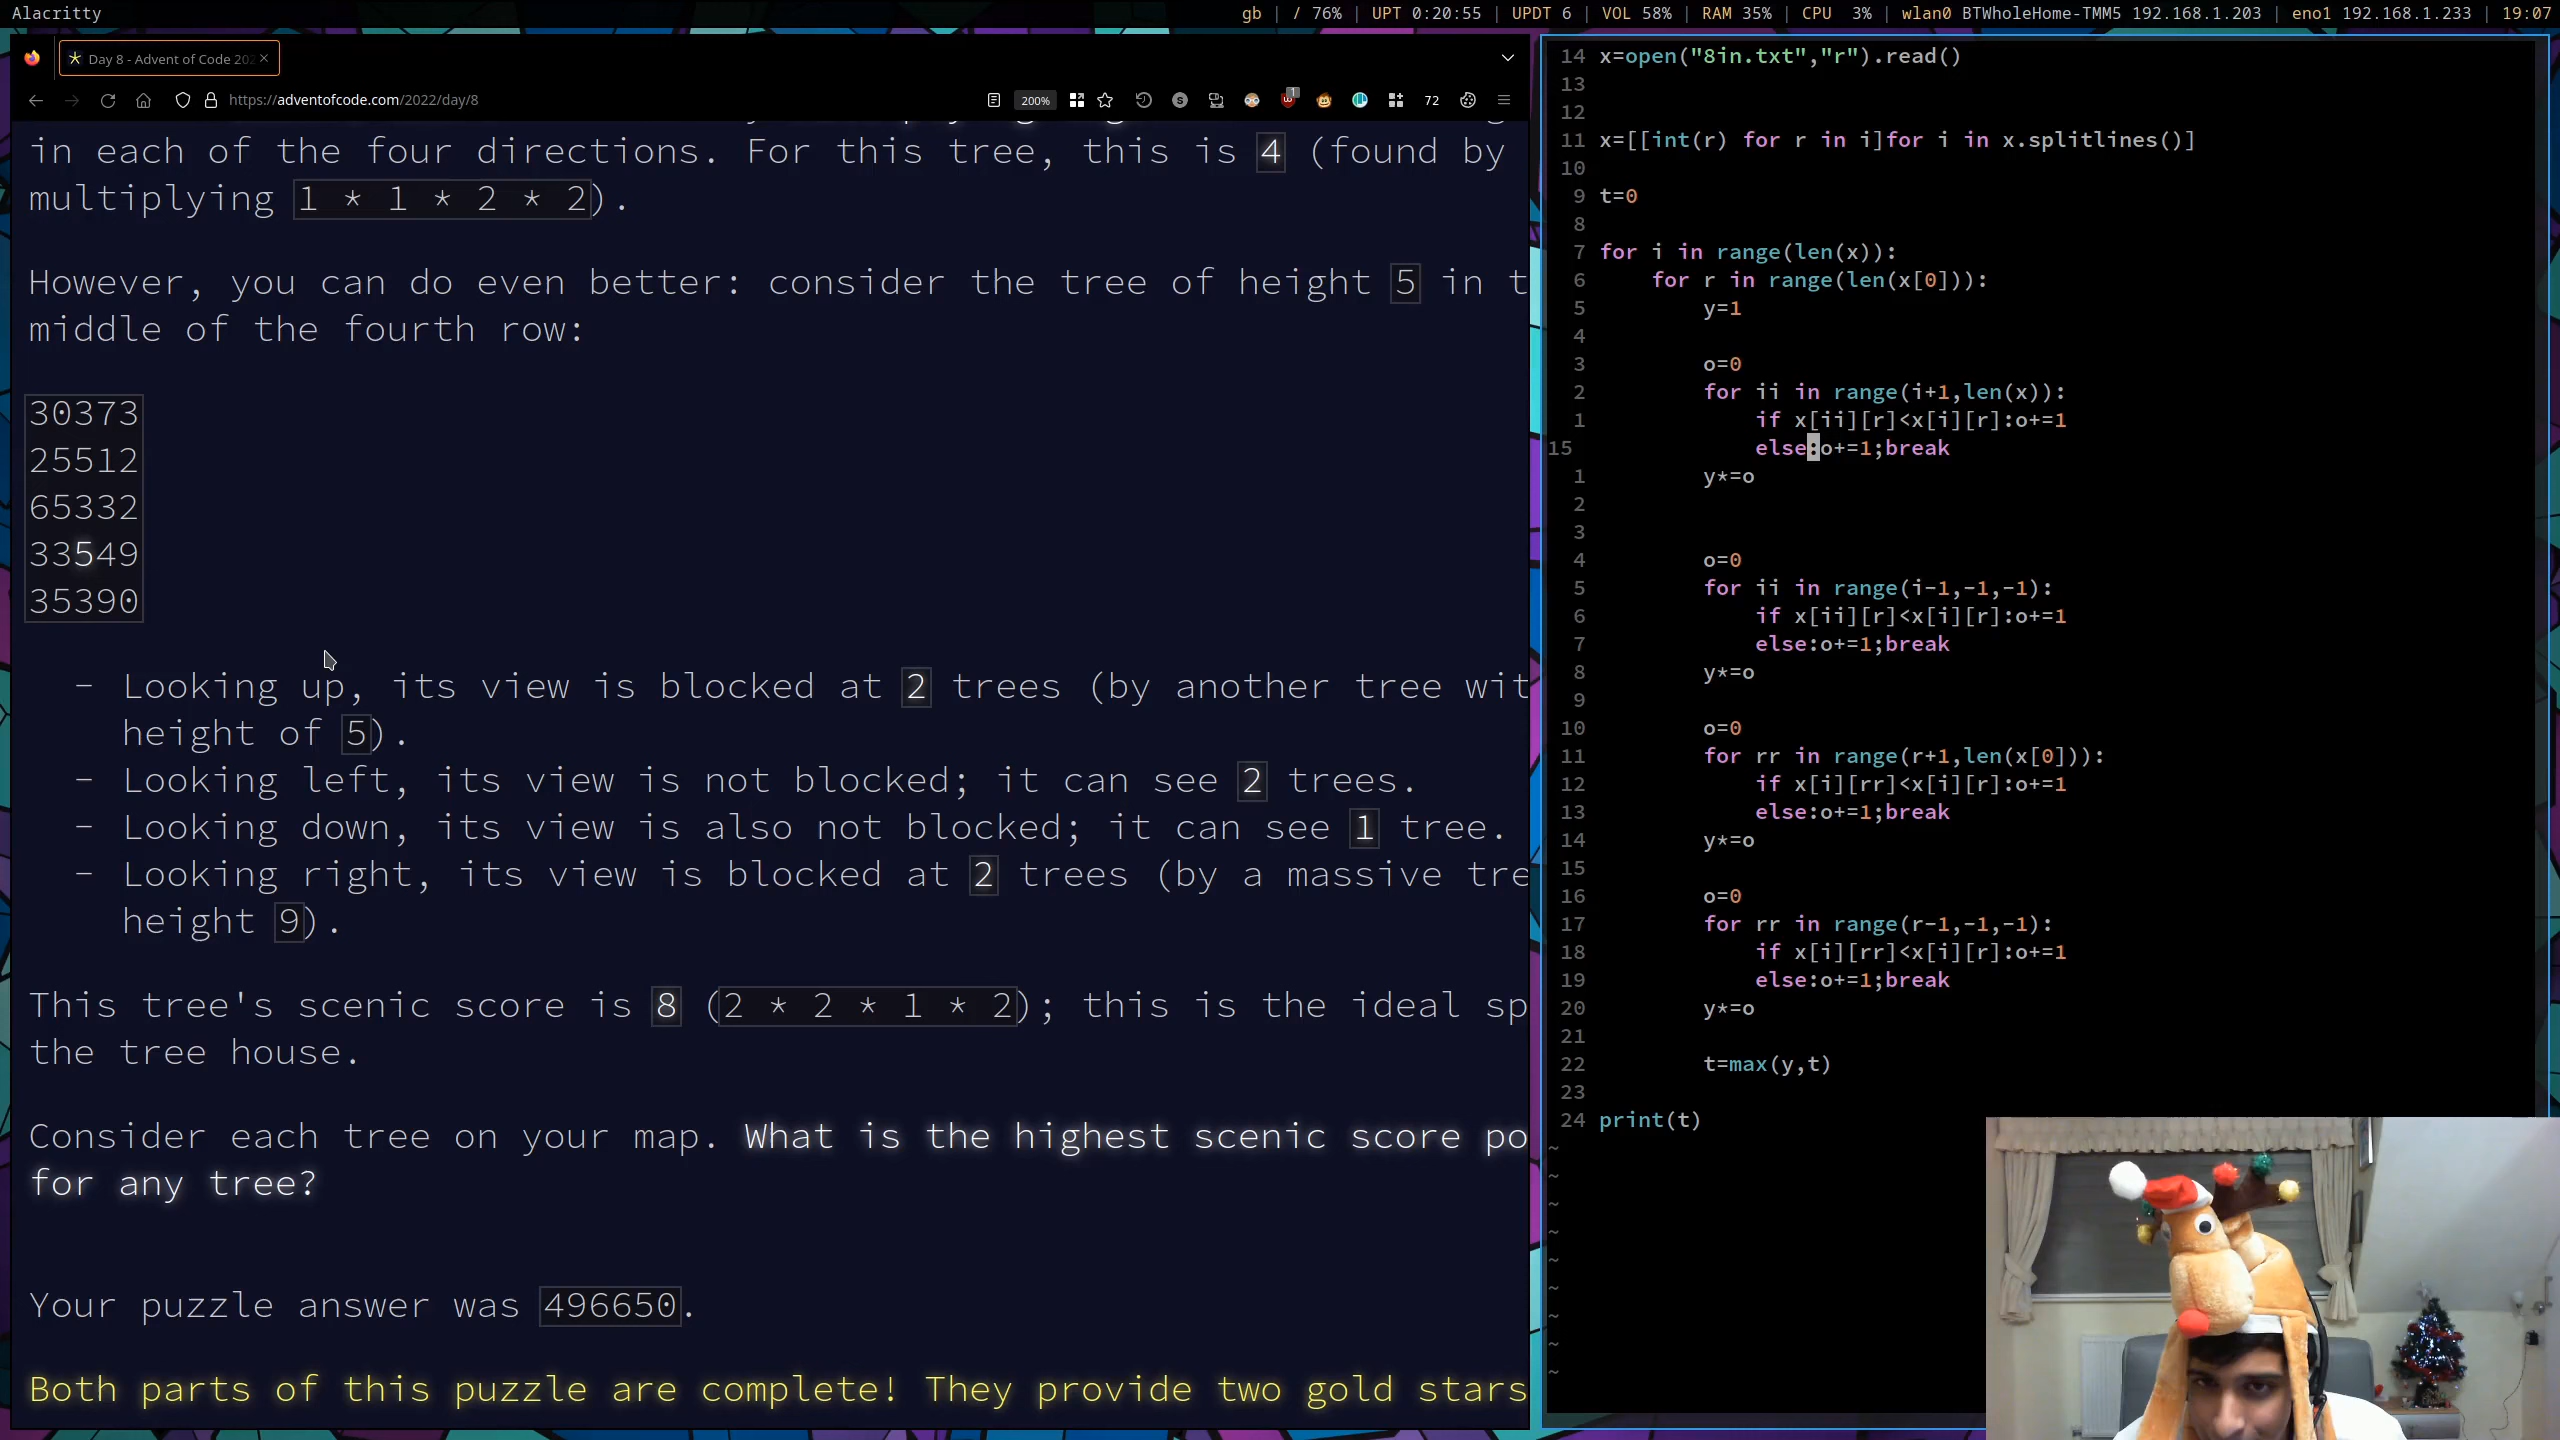 Alacritty
gb | / 76% | UPT 0:20:55 | UPDT 6 | VOL 58% | RAM 35% | CPU 3% | wlan0 BTWholeHome-TMM5 192.168.1.203 | eno1 192.168.1.233 | 19:07
Day 8 - Advent of Code 202
https://adventofcode.com/2022/day/8
200%
1
72
in each of the four directions. For this tree, this is 4 (found by
multiplying 1 * 1 * 2 * 2).
However, you can do even better: consider the tree of height 5 in t
middle of the fourth row:
30373
25512
65332
33549
35390
- Looking up, its view is blocked at 2 trees (by another tree wit
height of 5).
- Looking left, its view is not blocked; it can see 2 trees.
- Looking down, its view is also not blocked; it can see 1 tree.
- Looking right, its view is blocked at 2 trees (by a massive tre
height 9).
This tree's scenic score is 8 (2 * 2 * 1 * 2); this is the ideal sp
the tree house.
Consider each tree on your map. What is the highest scenic score po
for any tree?
Your puzzle answer was 496650.
Both parts of this puzzle are complete! They provide two gold stars
14 x=open("8in.txt","r").read()
13
12
11 x=[[int(r) for r in i]for i in x.splitlines()]
10
9 t=0
8
7 for i in range(len(x)):
6     for r in range(len(x[0])):
5         y=1
4
3         o=0
2         for ii in range(i+1,len(x)):
1             if x[ii][r]<x[i][r]:o+=1
15             else:o+=1;break
1         y*=o
2
3
4         o=0
5         for ii in range(i-1,-1,-1):
6             if x[ii][r]<x[i][r]:o+=1
7             else:o+=1;break
8         y*=o
9
10         o=0
11         for rr in range(r+1,len(x[0])):
12             if x[i][rr]<x[i][r]:o+=1
13             else:o+=1;break
14         y*=o
15
16         o=0
17         for rr in range(r-1,-1,-1):
18             if x[i][rr]<x[i][r]:o+=1
19             else:o+=1;break
20         y*=o
21
22         t=max(y,t)
23
24 print(t)
~
~
~
~
~
~
~
~
~